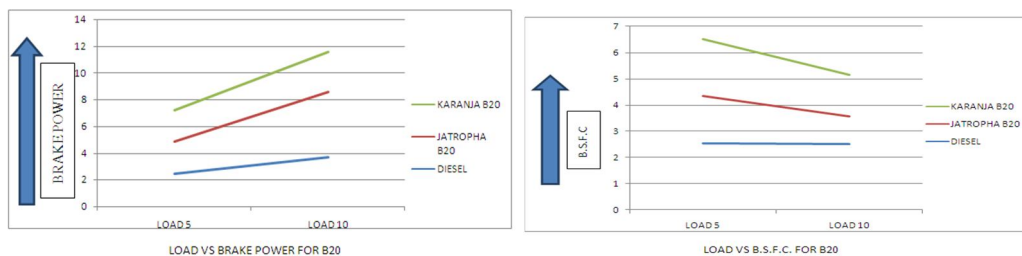 14
12
10
8
6
4
2
0
BRAKE POWER
LOAD 5
LOAD 10
KARANJA B20
JATROPHA
B20
DIESEL
LOAD VS BRAKE POWER FOR B20
7
6
5
4
3
2
1
0
B.S.F.C
LOAD 5
LOAD 10
KARANJA B20
JATROPHA B20
DIESEL
LOAD VS B.S.F.C. FOR B20